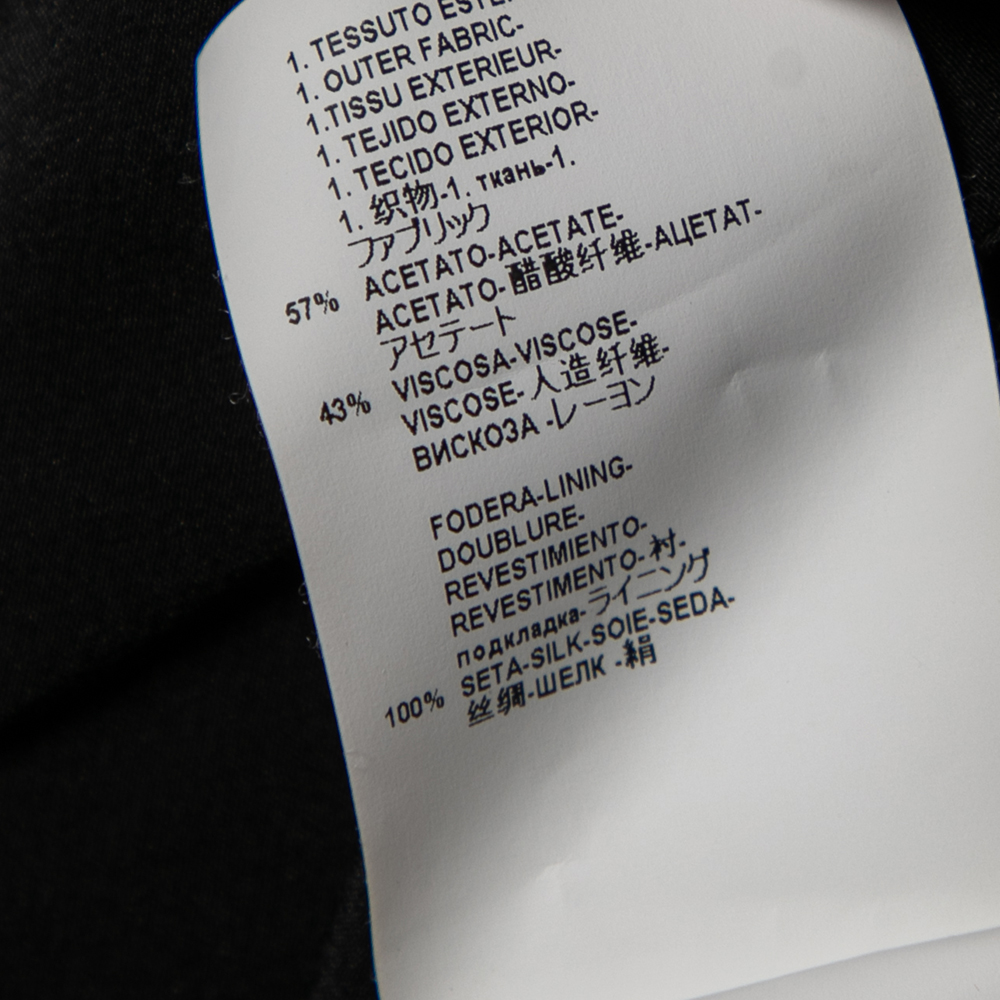 1. TESSUTO
1. OUTER FABRIC-
1.TISSU EXTERIEUR-
1. TEJIDO EXTERNO-
1. TECIDO EXTERIOR-
1. 织物-1. ткань-1.
ファブリック
57% ACETATO-ACETATE-
ACETATO-醋酸纤维-АЦЕТАТ-
アセテート
43% VISCOSA-VISCOSE-
VISCOSE-人造纤维-
ВИСКОЗА -レーヨン
FODERA-LINING-
DOUBLURE-
REVESTIMIENTO-
REVESTIMENTO-衬-
подкладка-ライニング
100% SETA-SILK-SOIE-SEDA-
丝绸-ШЕЛК -絹